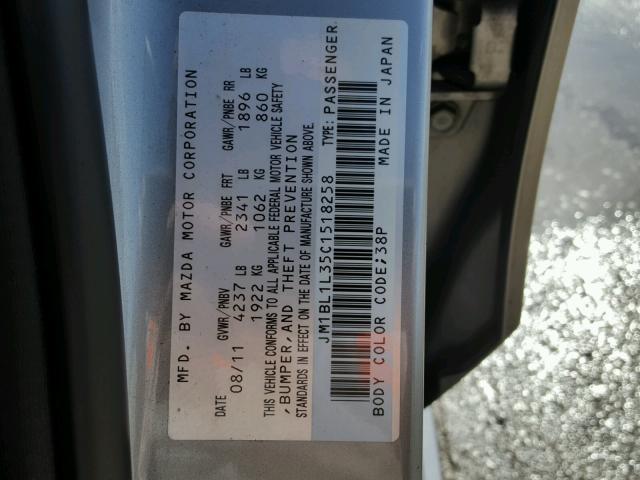 MFD. BY MAZDA MOTOR CORPORATION
DATE GVWR/PNBV GAWR/PNBE FRT GAWR/PNBE RR
08/11 4237 LB 2341 LB 1896 LB
1922 KG 1062 KG 860 KG
THIS VEHICLE CONFORMS TO ALL APPLICABLE FEDERAL MOTOR VEHICLE SAFETY
,BUMPER,AND THEFT PREVENTION
STANDARDS IN EFFECT ON THE DATE OF MANUFACTURE SHOWN ABOVE.
JM1BL1L35C1518258 TYPE: PASSENGER
BODY COLOR CODE;38P MADE IN JAPAN